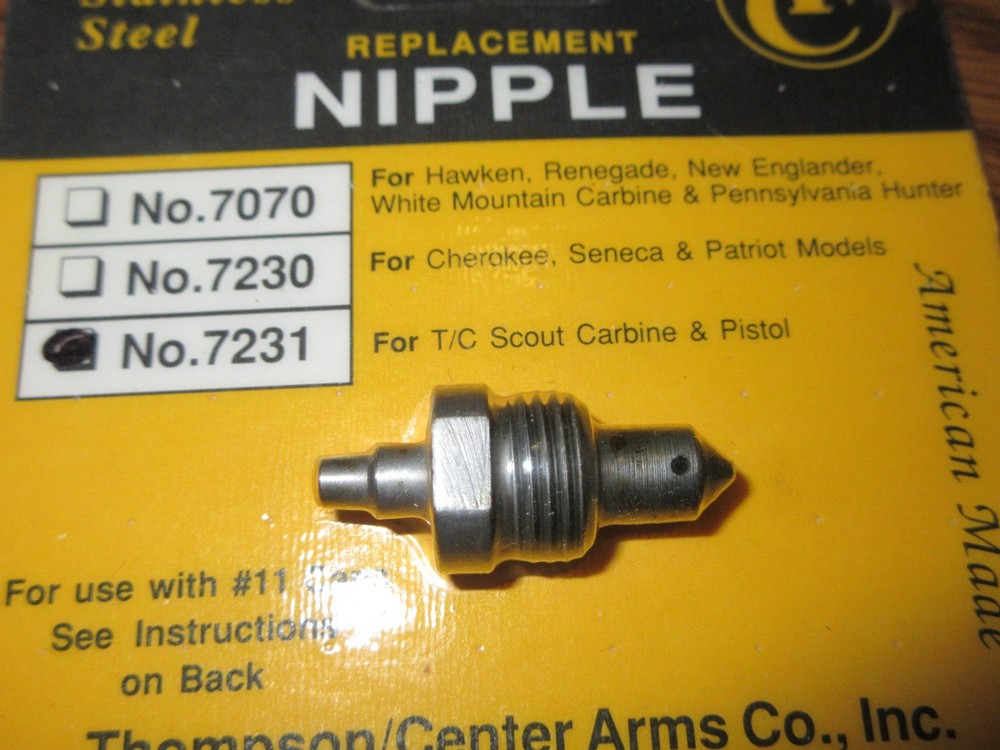 Stainless
Steel
REPLACEMENT
NIPPLE
No.7070
For Hawken, Renegade, New Englander,
White Mountain Carbine & Pennsylvania Hunter
No.7230
For Cherokee, Seneca & Patriot Models
No.7231
For T/C Scout Carbine & Pistol
American Made
For use with #11
See Instructions
on Back
Thompson/Center Arms Co., Inc.